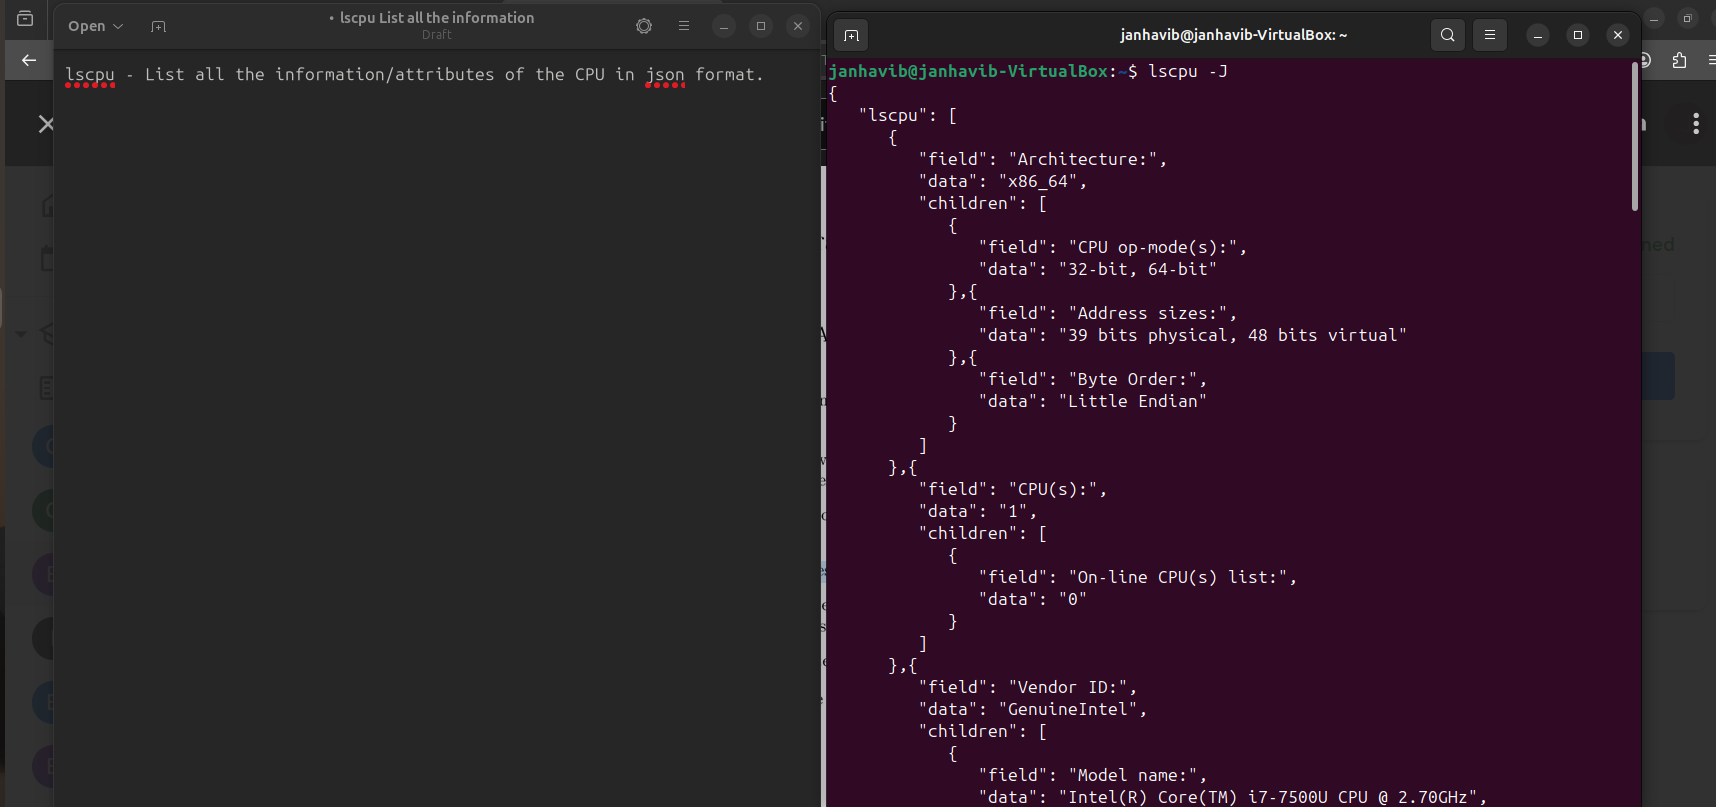 Open
• lscpu List all the information
Draft
lscpu - List all the information/attributes of the CPU in json format.
janhavib@janhavib-VirtualBox: ~
janhavib@janhavib-VirtualBox:~$ lscpu -J
{
"lscpu": [
{
"field": "Architecture:",
"data": "x86_64",
"children": [
{
"field": "CPU op-mode(s):",
"data": "32-bit, 64-bit"
},{
"field": "Address sizes:",
"data": "39 bits physical, 48 bits virtual"
},{
"field": "Byte Order:",
"data": "Little Endian"
}
]
},{
"field": "CPU(s):",
"data": "1",
"children": [
{
"field": "On-line CPU(s) list:",
"data": "0"
}
]
},{
"field": "Vendor ID:",
"data": "GenuineIntel",
"children": [
{
"field": "Model name:",
"data": "Intel(R) Core(TM) i7-7500U CPU @ 2.70GHz",